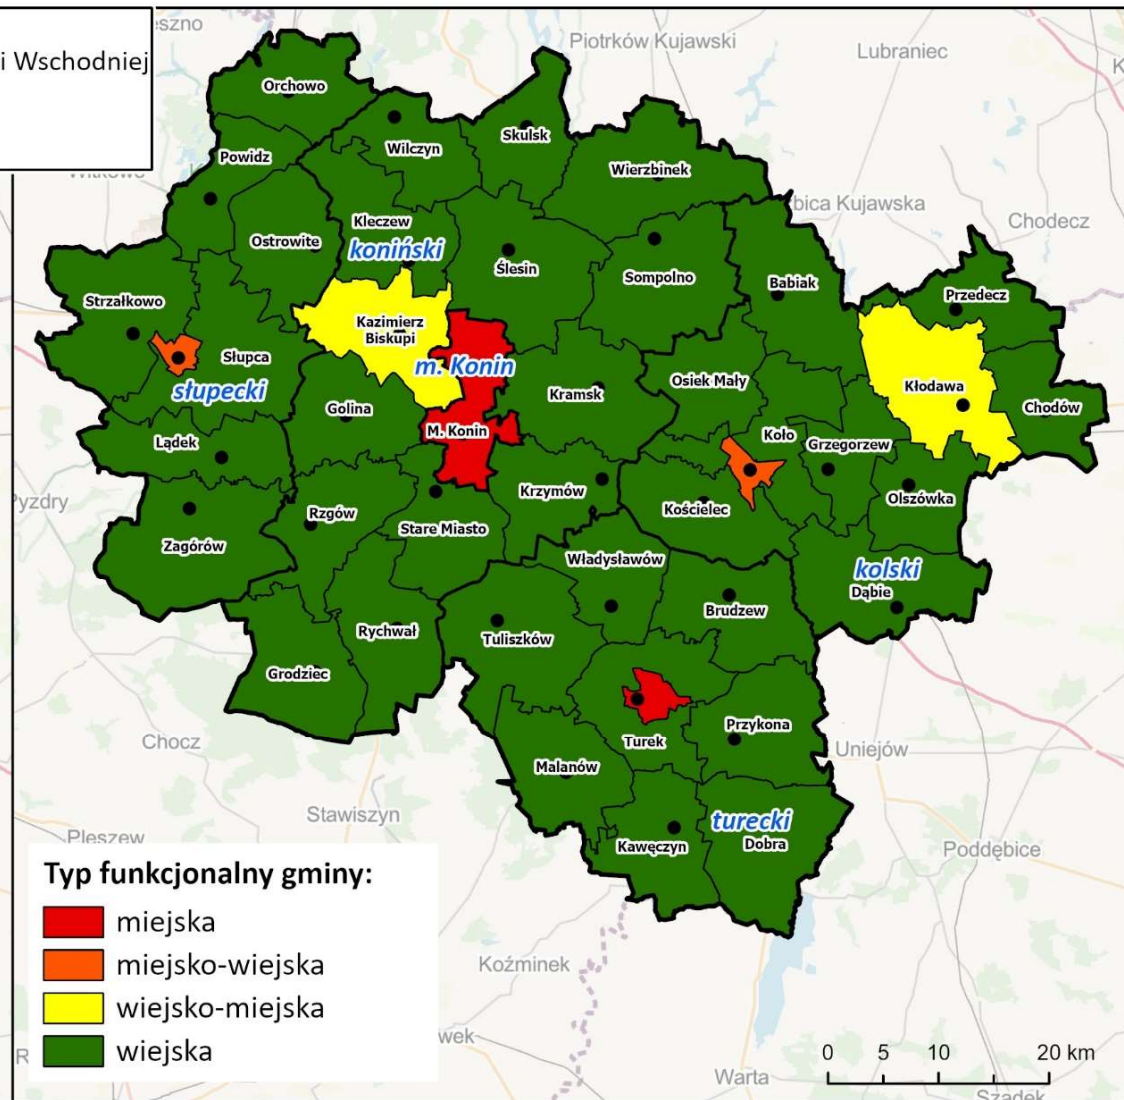 i Wschodniej
Piotrków Kujawski
Lubraniec
Orchowo
Skulsk
Wilczyn
Powidz
Wierzbinek
bica Kujawska
Chodecz
Kleczew
Ostrowite
koniński
Ślesin
Sompolno
Babiak
Przedecz
Strzałkowo
Kazimierz
Biskupi
Słupca
słupecki
m. Konin
Osiek Mały
Kłodawa
Kramsk
Golina
Chodów
M. Konin
Koło
Lądek
Grzegorzew
Krzymów
Olszówka
Pyzdry
Kościelec
Rzgów
Stare Miasto
Zagórów
Władysławów
kolski
Dąbie
Brudzew
Rychwał
Tuliszków
Grodziec
Przykona
Chocz
Turek
Uniejów
Malanów
Stawiszyn
turecki
Dobra
Pleszew
Kawęczyn
Poddębice
Typ funkcjonalny gminy:
miejska
miejsko-wiejska
wiejsko-miejska
wiejska
Koźminek
wek
R
0 5 10 20 km
Warta
Szadek